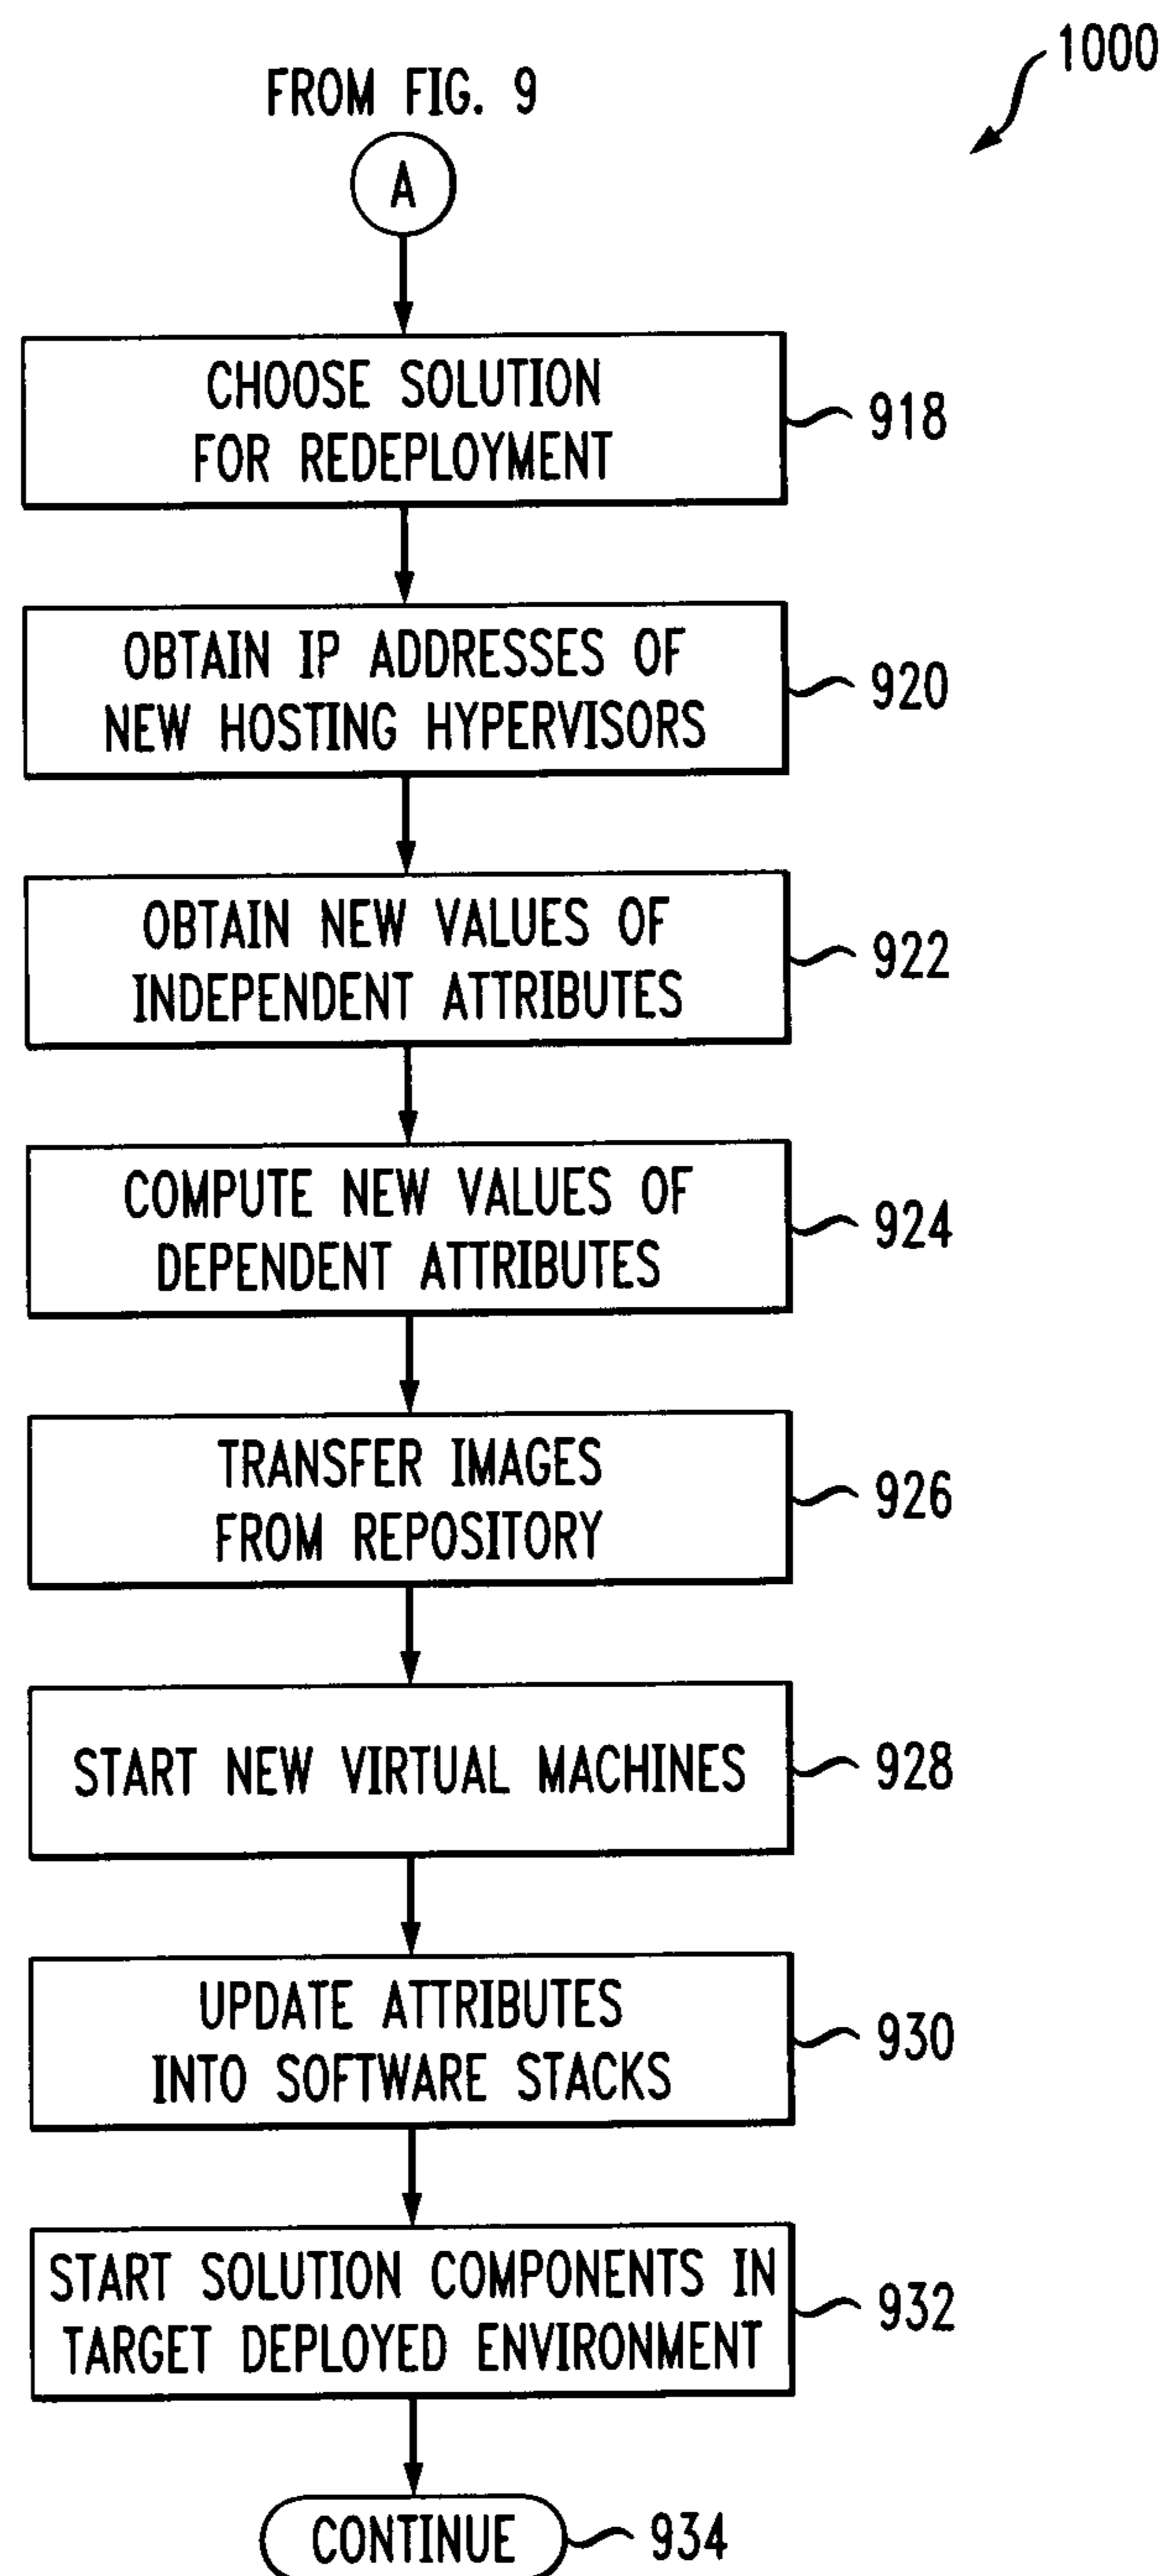 1000
FROM FIG. 9
A
CHOOSE SOLUTION
FOR REDEPLOYMENT
918
OBTAIN IP ADDRESSES OF
NEW HOSTING HYPERVISORS
920
OBTAIN NEW VALUES OF
INDEPENDENT ATTRIBUTES
922
COMPUTE NEW VALUES OF
DEPENDENT ATTRIBUTES
924
TRANSFER IMAGES
FROM REPOSITORY
926
START NEW VIRTUAL MACHINES
928
UPDATE ATTRIBUTES
INTO SOFTWARE STACKS
930
START SOLUTION COMPONENTS IN
TARGET DEPLOYED ENVIRONMENT
932
CONTINUE
934